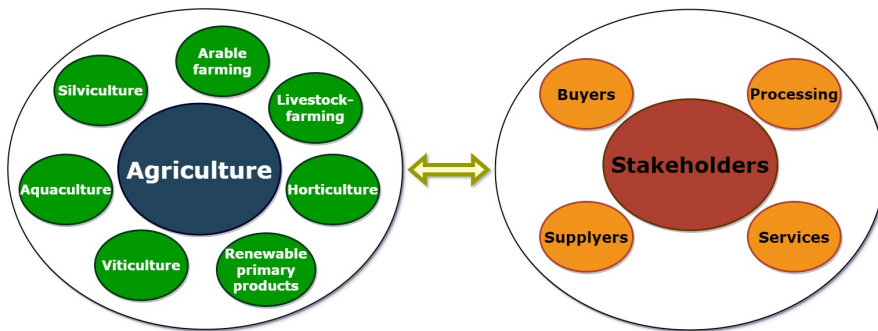 Arable
farming
Silviculture
Livestock-
farming
Agriculture
Aquaculture
Horticulture
Viticulture
Renewable
primary
products
Buyers
Processing
Stakeholders
Supplyers
Services